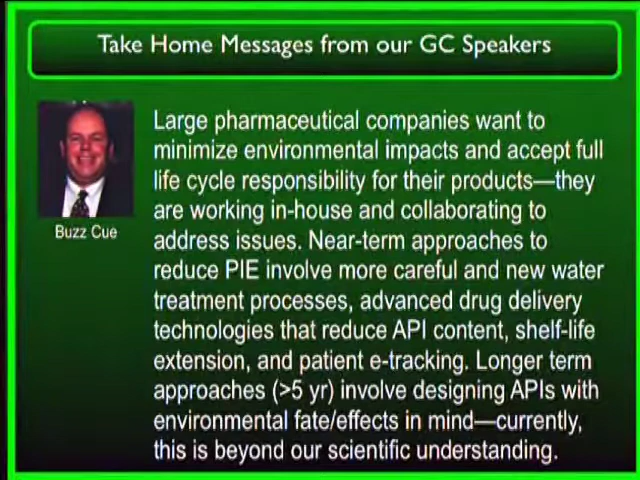 Take Home Messages from our GC Speakers
Buzz Cue
Large pharmaceutical companies want to
minimize environmental impacts and accept full
life cycle responsibility for their products—they
are working in-house and collaborating to
address issues. Near-term approaches to
reduce PIE involve more careful and new water
treatment processes, advanced drug delivery
technologies that reduce API content, shelf-life
extension, and patient e-tracking. Longer term
approaches (>5 yr) involve designing APIs with
environmental fate/effects in mind—currently,
this is beyond our scientific understanding.